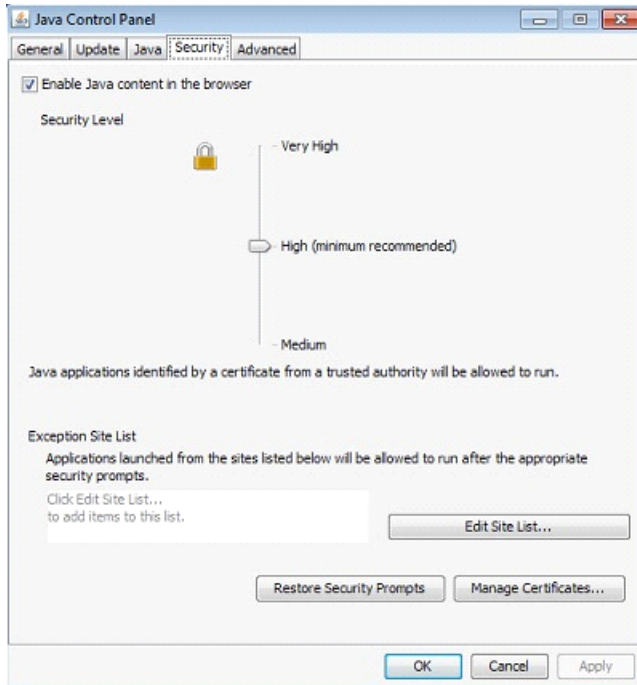 Java Control Panel
General Update Java Security Advanced
Enable Java content in the browser
Security Level
Very High
High (minimum recommended)
Medium
Java applications identified by a certificate from a trusted authority will be allowed to run.
Exception Site List
Applications launched from the sites listed below will be allowed to run after the appropriate
security prompts.
Click Edit Site List...
to add items to this list.
Edit Site List...
Restore Security Prompts Manage Certificates...
OK Cancel Apply